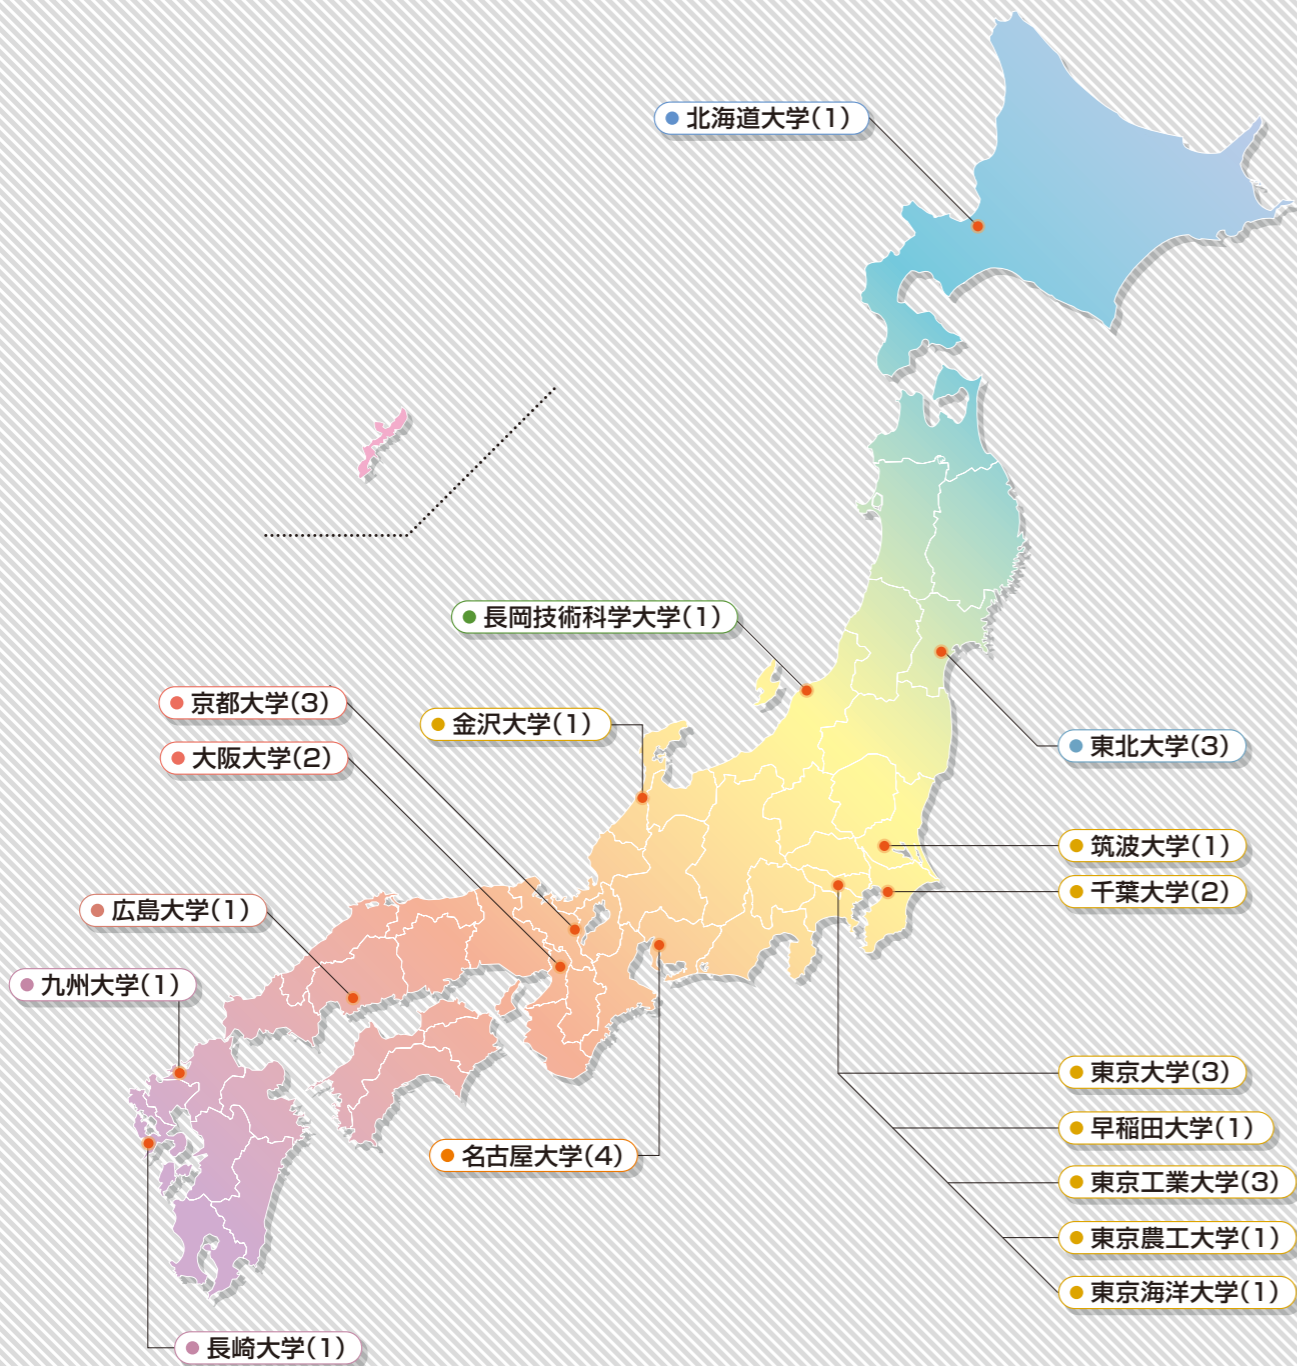 北海道大学(1)
長岡技術科学大学(1)
京都大学(3)
金沢大学(1)
大阪大学(2)
東北大学(3)
筑波大学(1)
千葉大学(2)
広島大学(1)
九州大学(1)
東京大学(3)
早稲田大学(1)
名古屋大学(4)
東京工業大学(3)
東京農工大学(1)
東京海洋大学(1)
長崎大学(1)